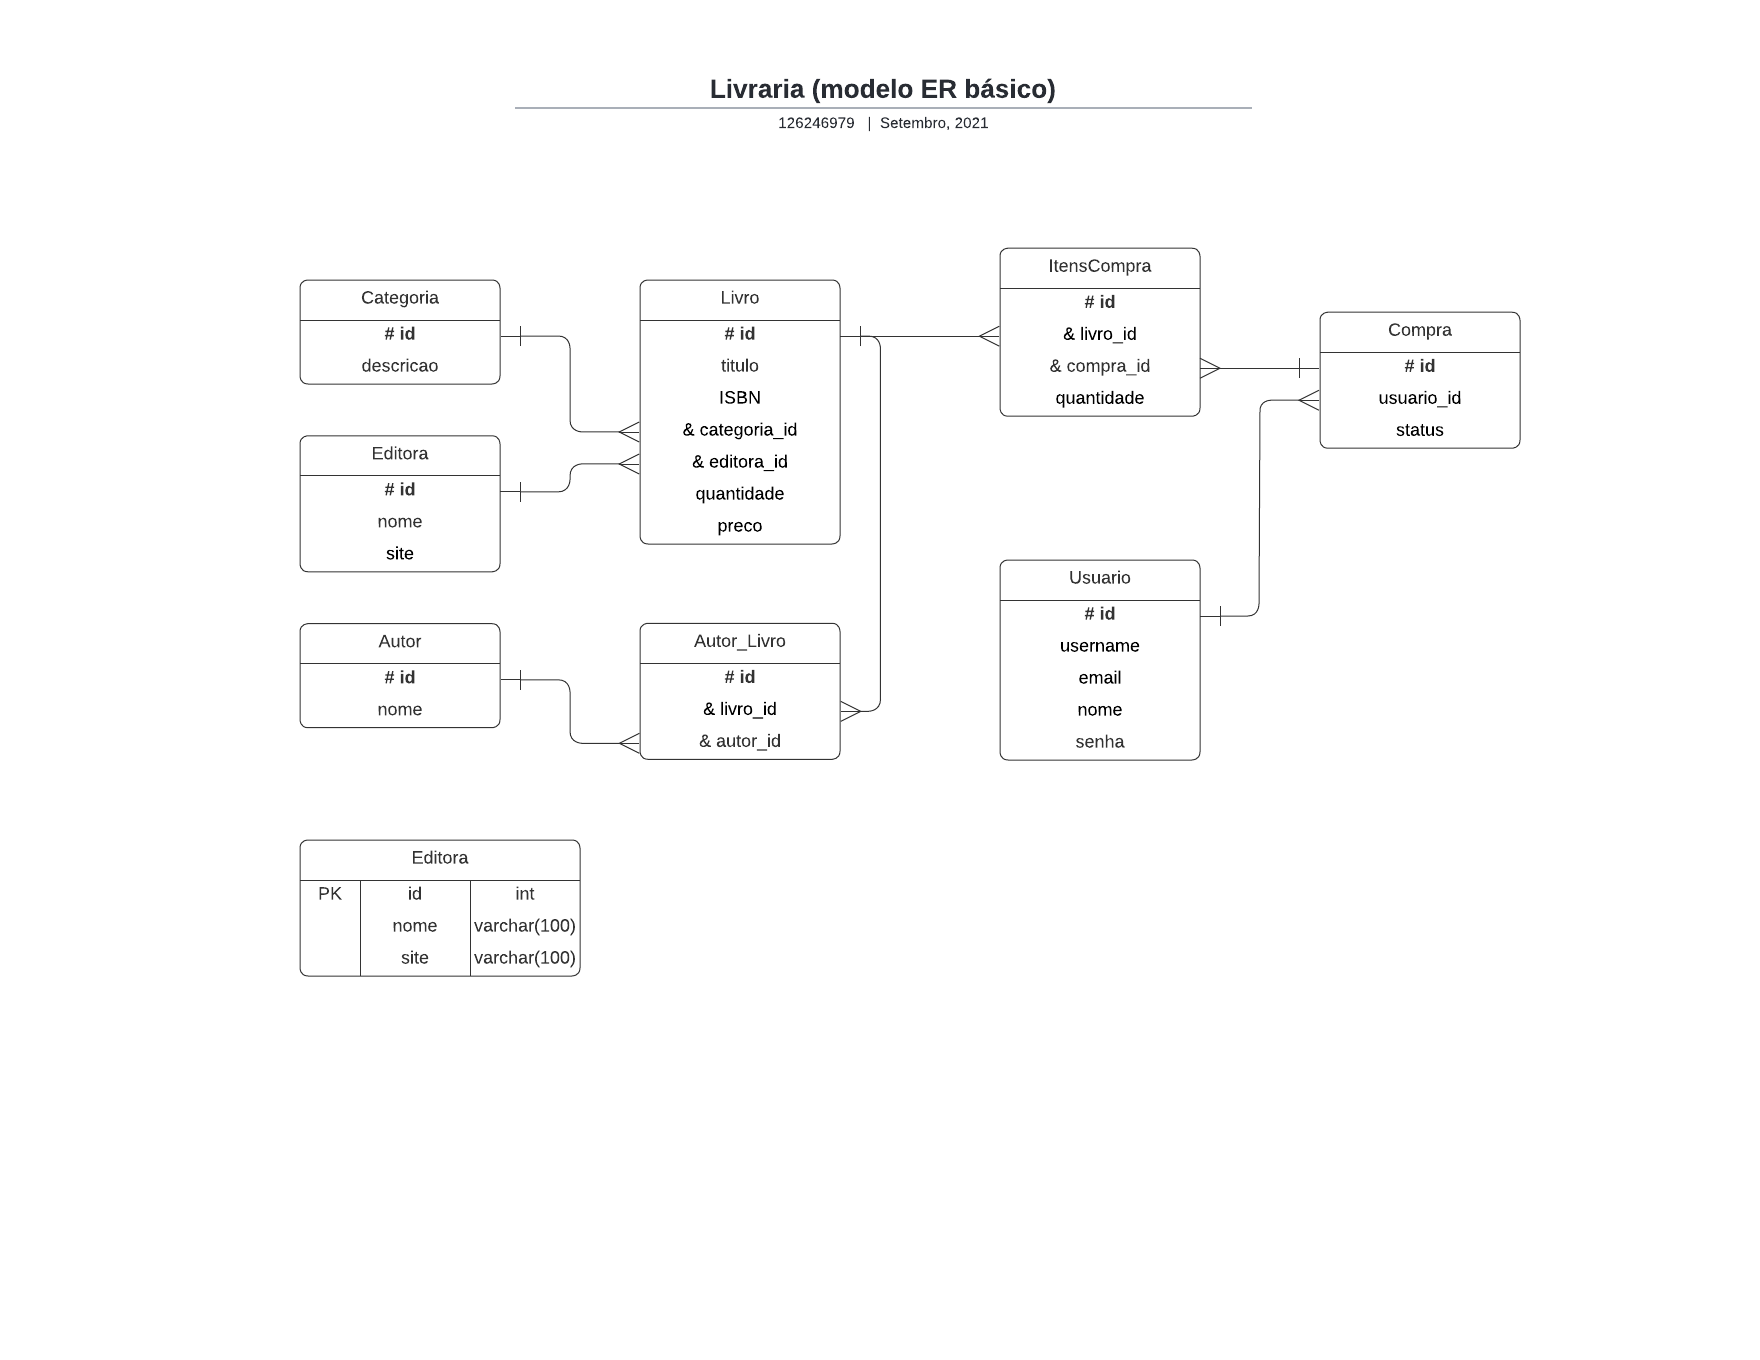 Livraria (modelo ER básico)
126246979 | Setembro, 2021
Categoria
# id
descricao
Editora
# id
nome
site
Autor
# id
nome
Livro
# id
titulo
ISBN
& categoria_id
& editora_id
quantidade
preco
Autor_Livro
# id
& livro_id
& autor_id
ItensCompra
# id
& livro_id
& compra_id
quantidade
Compra
# id
usuario_id
status
Usuario
# id
username
email
nome
senha
Editora
PK id int
nome varchar(100)
site varchar(100)